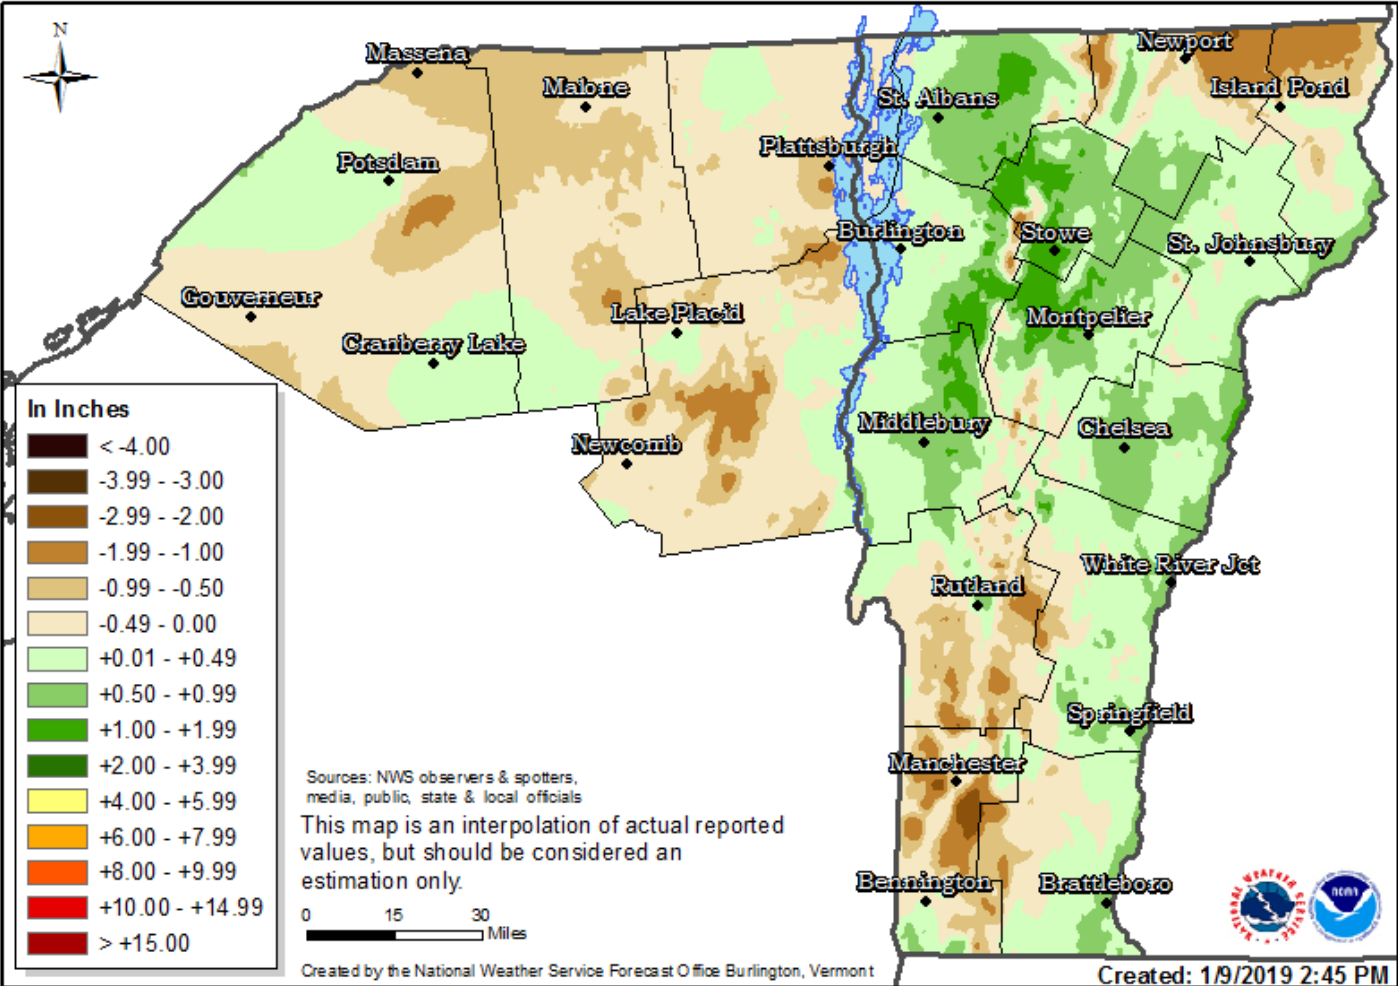 N
Massena
Malone
Newport
Island Pond
St. Albans
Plattsburgh
Potsdam
Burlington
Stowe
St. Johnsbury
Gouverneur
Lake Placid
Montpelier
Cranberry Lake
Middlebury
Chelsea
Newcomb
White River Jct
Rutland
Springfield
Manchester
Bennington
Brattleboro
In Inches
< -4.00
-3.99 - -3.00
-2.99 - -2.00
-1.99 - -1.00
-0.99 - -0.50
-0.49 - 0.00
+0.01 - +0.49
+0.50 - +0.99
+1.00 - +1.99
+2.00 - +3.99
+4.00 - +5.99
+6.00 - +7.99
+8.00 - +9.99
+10.00 - +14.99
> +15.00
Sources: NWS observers & spotters,
media, public, state & local officials
This map is an interpolation of actual reported
values, but should be considered an
estimation only.
0 15 30
Miles
Created by the National Weather Service Forecast Office Burlington, Vermont
NATIONAL WEATHER SERVICE
noaa
Created: 1/9/2019 2:45 PM